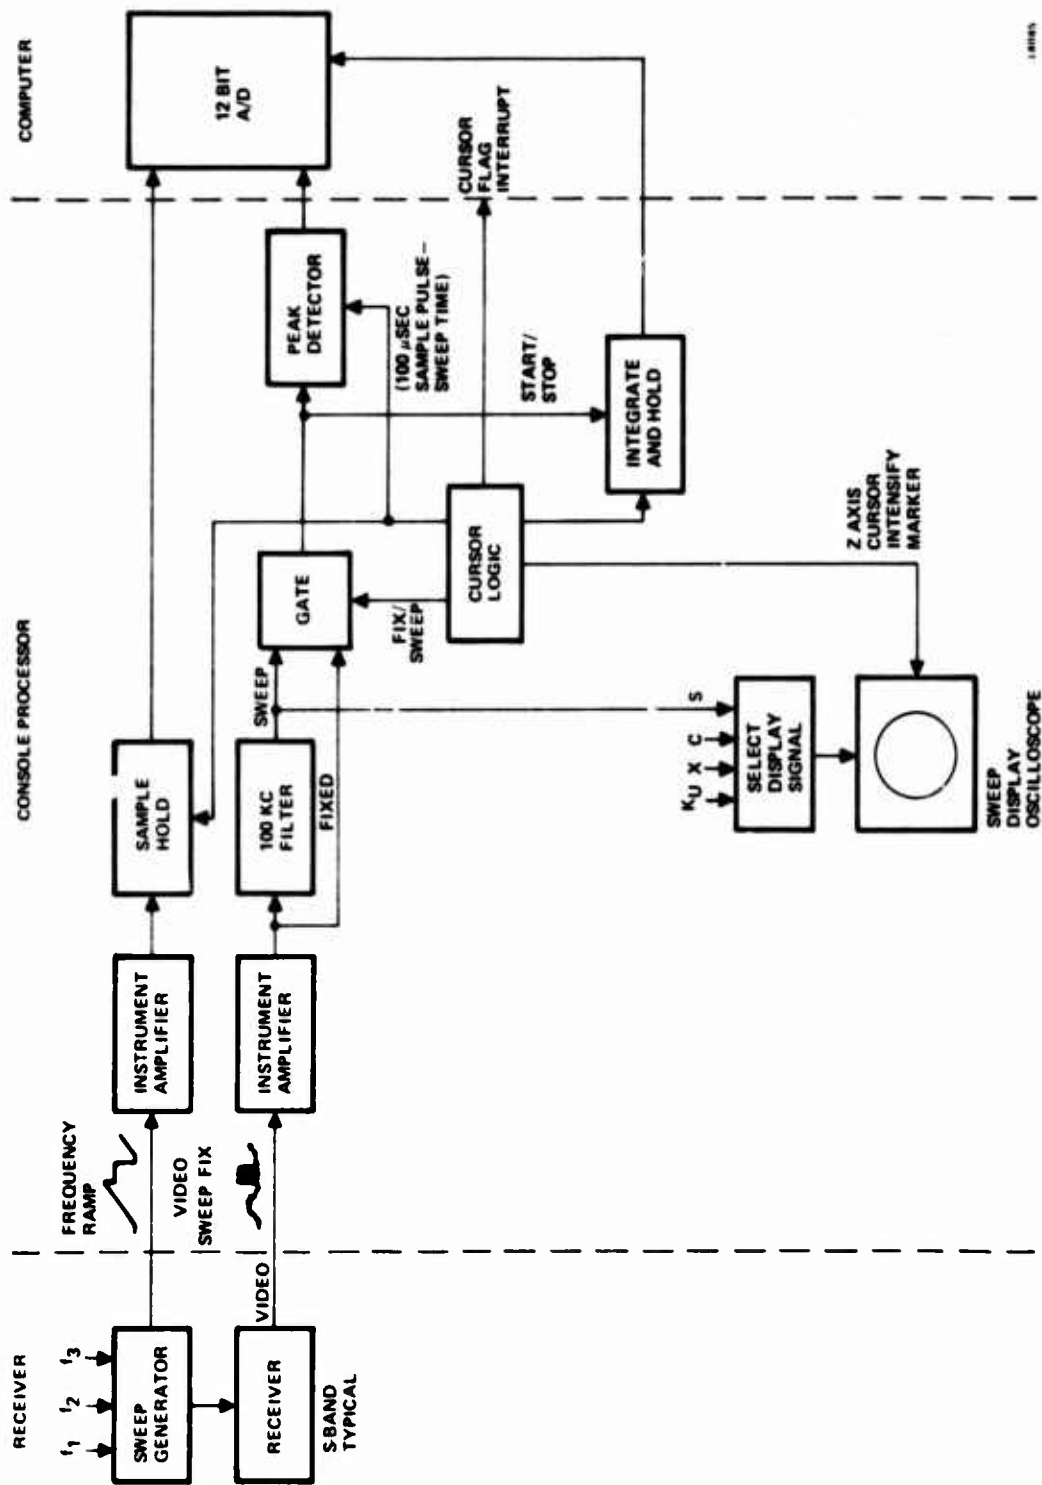 RECEIVER
CONSOLE PROCESSOR
COMPUTER
f1
f2
f3
SWEEP
GENERATOR
FREQUENCY
RAMP
INSTRUMENT
AMPLIFIER
SAMPLE
HOLD
12 BIT
A/D
VIDEO
SWEEP FIX
RECEIVER
VIDEO
INSTRUMENT
AMPLIFIER
100 KC
FILTER
SWEEP
FIXED
GATE
PEAK
DETECTOR
S-BAND
TYPICAL
FIX/
SWEEP
(100 µSEC
SAMPLE PULSE –
SWEEP TIME)
CURSOR
LOGIC
CURSOR
FLAG
INTERRUPT
START/
STOP
INTEGRATE
AND HOLD
KU
X
C
S
SELECT
DISPLAY
SIGNAL
Z AXIS
CURSOR
INTENSIFY
MARKER
SWEEP
DISPLAY
OSCILLOSCOPE